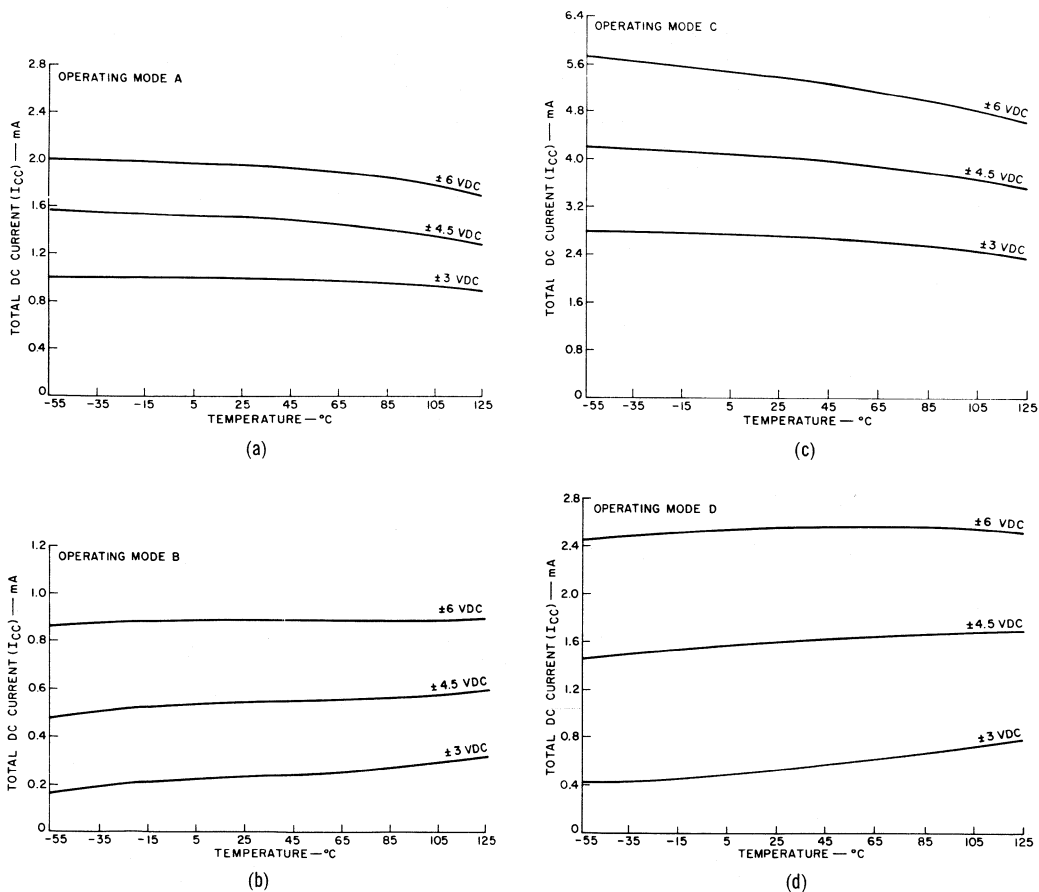 OPERATING MODE A
TOTAL DC CURRENT (ICC) — mA
2.8
2.4
2.0
1.6
1.2
0.8
0.4
0
±6 VDC
±4.5 VDC
±3 VDC
-55 -35 -15 5 25 45 65 85 105 125
TEMPERATURE — °C
(a)
OPERATING MODE C
TOTAL DC CURRENT (ICC) — mA
6.4
5.6
4.8
4.0
3.2
2.4
1.6
0.8
0
±6 VDC
±4.5 VDC
±3 VDC
-55 -35 -15 5 25 45 65 85 105 125
TEMPERATURE — °C
(c)
OPERATING MODE B
TOTAL DC CURRENT (ICC) — mA
1.2
1.0
0.8
0.6
0.4
0.2
0
±6 VDC
±4.5 VDC
±3 VDC
-55 -35 -15 5 25 45 65 85 105 125
TEMPERATURE — °C
(b)
OPERATING MODE D
TOTAL DC CURRENT (ICC) — mA
2.8
2.4
2.0
1.6
1.2
0.8
0.4
0
±6 VDC
±4.5 VDC
±3 VDC
-55 -35 -15 5 25 45 65 85 105 125
TEMPERATURE — °C
(d)